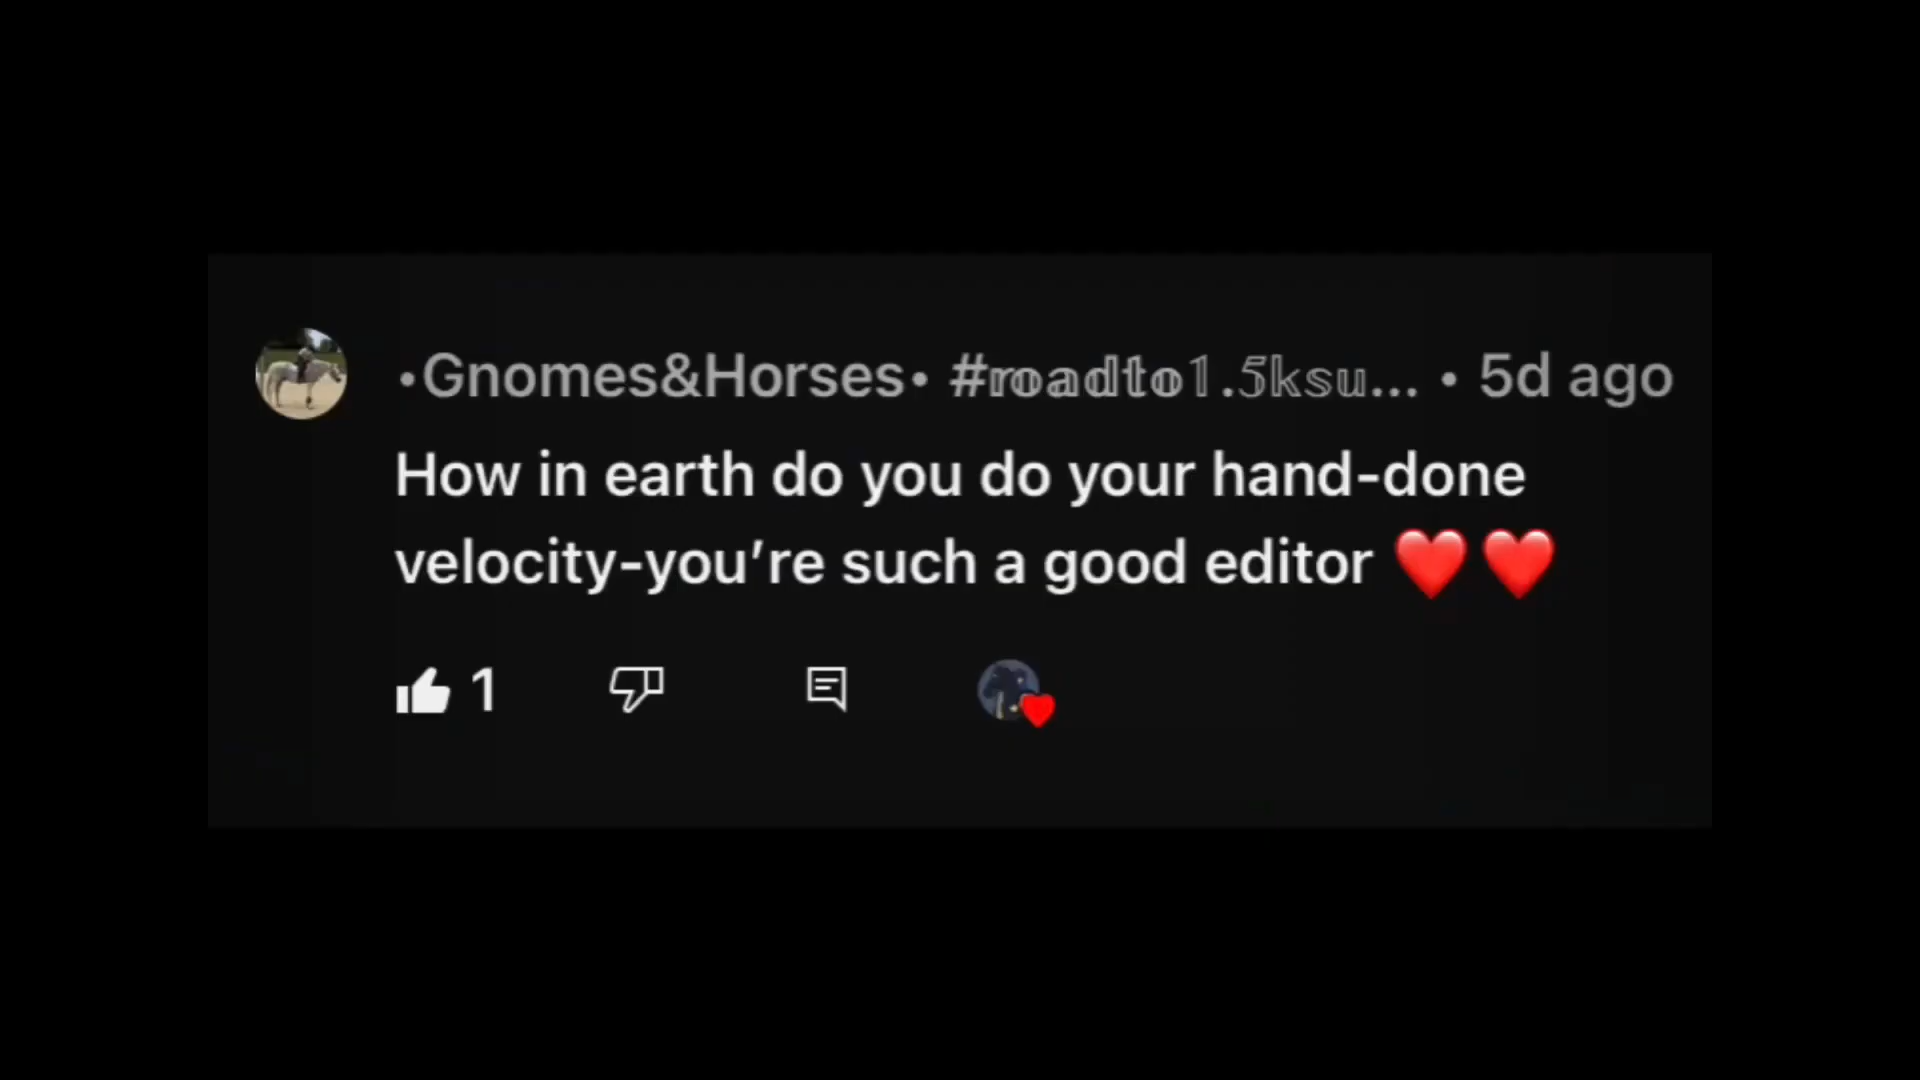 •Gnomes&Horses• #𝕣𝕠𝕒𝕕𝕥𝕠𝟙.𝟝𝕜𝕤𝕦... • 5d ago
How in earth do you do your hand-done
velocity-you’re such a good editor ❤️❤️
1